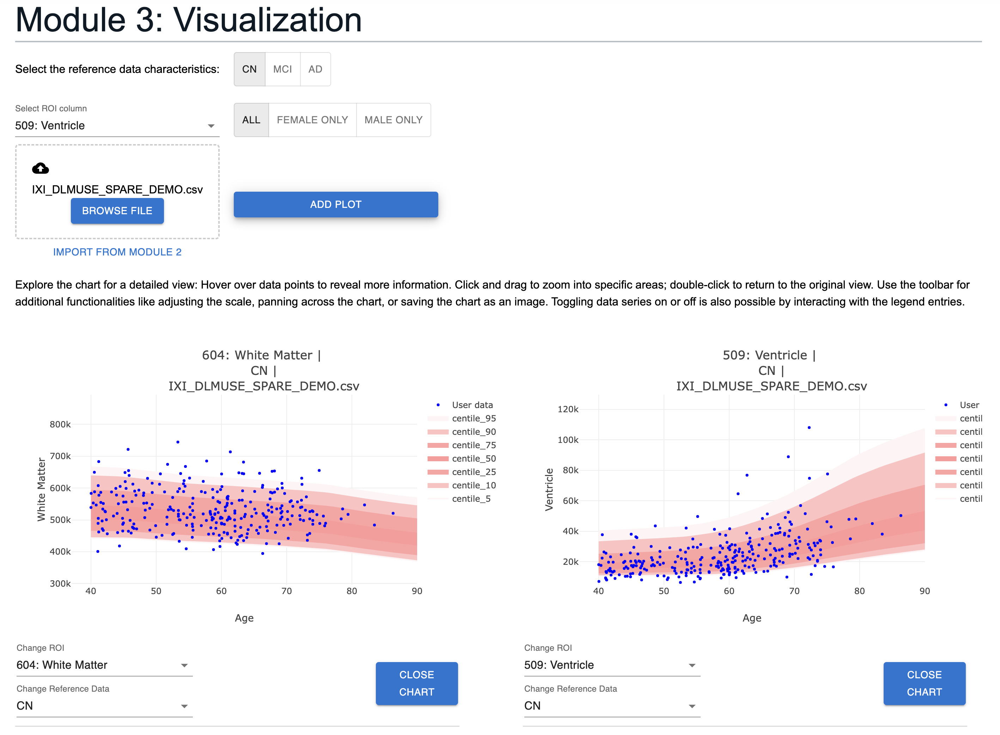 Module 3: Visualization
Select the reference data characteristics:
CN
MCI
AD
Select ROI column
509: Ventricle
ALL
FEMALE ONLY
MALE ONLY
IXI_DLMUSE_SPARE_DEMO.csv
BROWSE FILE
ADD PLOT
IMPORT FROM MODULE 2
Explore the chart for a detailed view: Hover over data points to reveal more information. Click and drag to zoom into specific areas; double-click to return to the original view. Use the toolbar for
additional functionalities like adjusting the scale, panning across the chart, or saving the chart as an image. Toggling data series on or off is also possible by interacting with the legend entries.
604: White Matter |
CN |
IXI_DLMUSE_SPARE_DEMO.csv
800k
700k
600k
500k
400k
300k
White Matter
40
50
60
70
80
90
Age
User data
centile_95
centile_90
centile_75
centile_50
centile_25
centile_10
centile_5
509: Ventricle |
CN |
IXI_DLMUSE_SPARE_DEMO.csv
120k
100k
80k
60k
40k
20k
Ventricle
40
50
60
70
80
90
Age
User
centil
centil
centil
centil
centil
centil
centil
Change ROI
604: White Matter
Change Reference Data
CN
CLOSE
CHART
Change ROI
509: Ventricle
Change Reference Data
CN
CLOSE
CHART